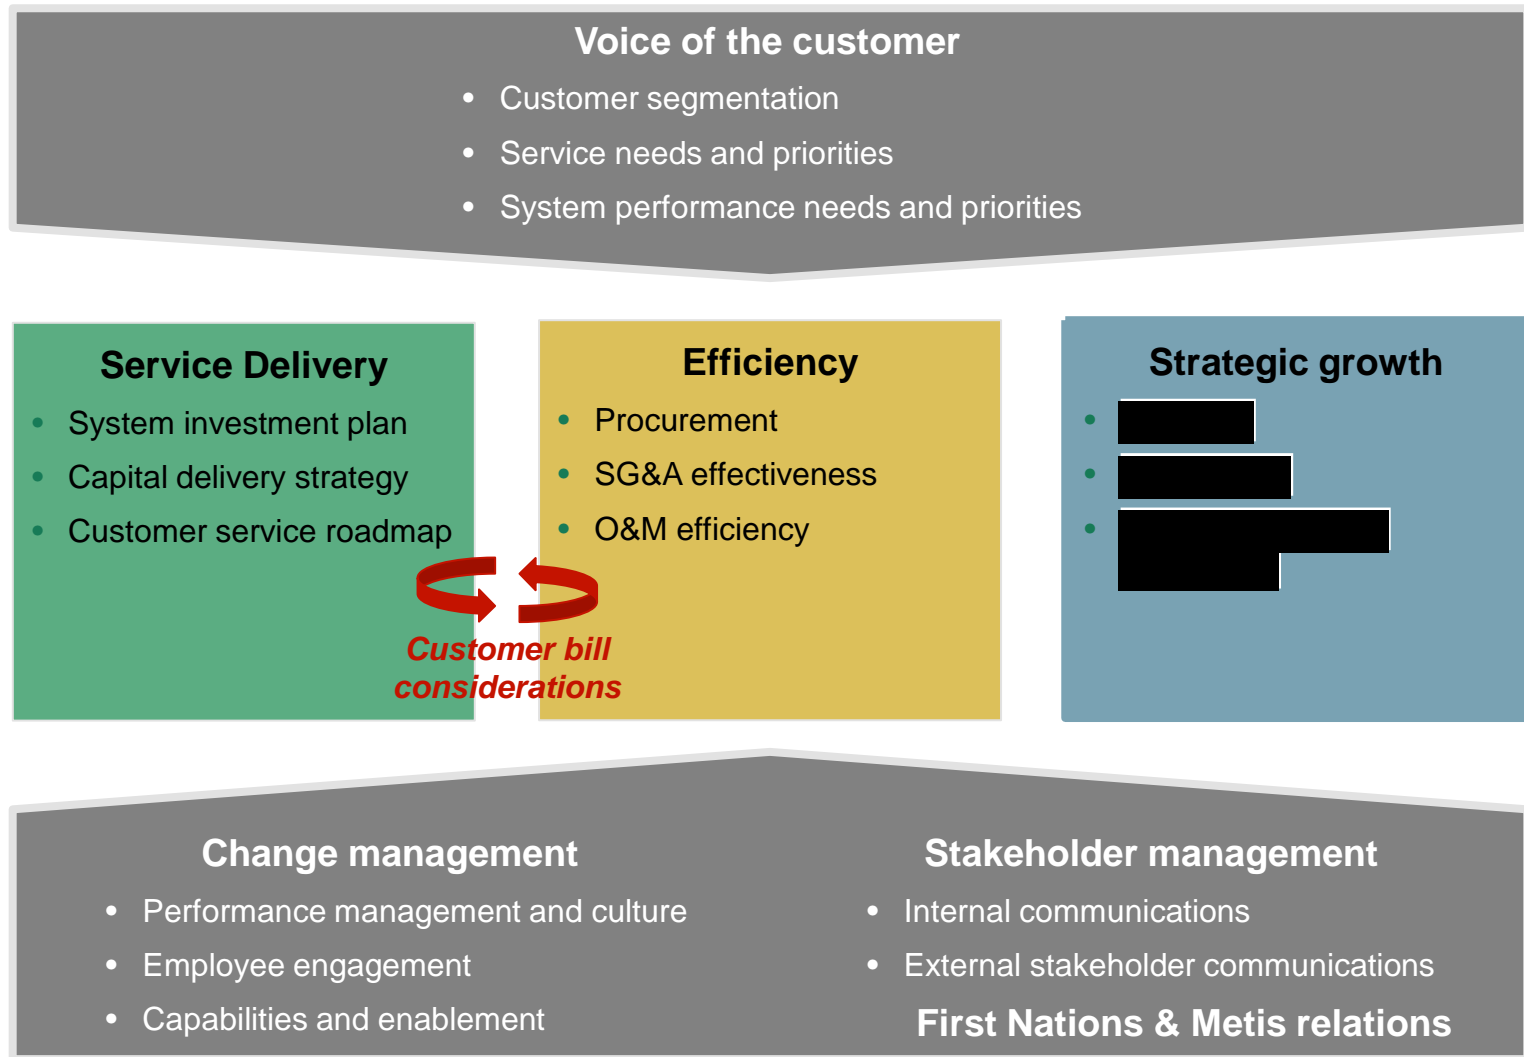 Voice of the customer
• Customer segmentation
• Service needs and priorities
• System performance needs and priorities
Service Delivery
• System investment plan
• Capital delivery strategy
• Customer service roadmap
Efficiency
• Procurement
• SG&A effectiveness
• O&M efficiency
Customer bill
considerations
Strategic growth
Change management
• Performance management and culture
• Employee engagement
• Capabilities and enablement
Stakeholder management
• Internal communications
• External stakeholder communications
First Nations & Metis relations